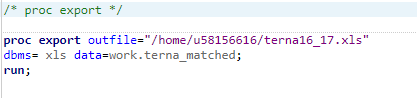 /* proc export */
proc export outfile="/home/u58156616/terna16_17.xls"
dbms= xls data=work.terna_matched;
run;